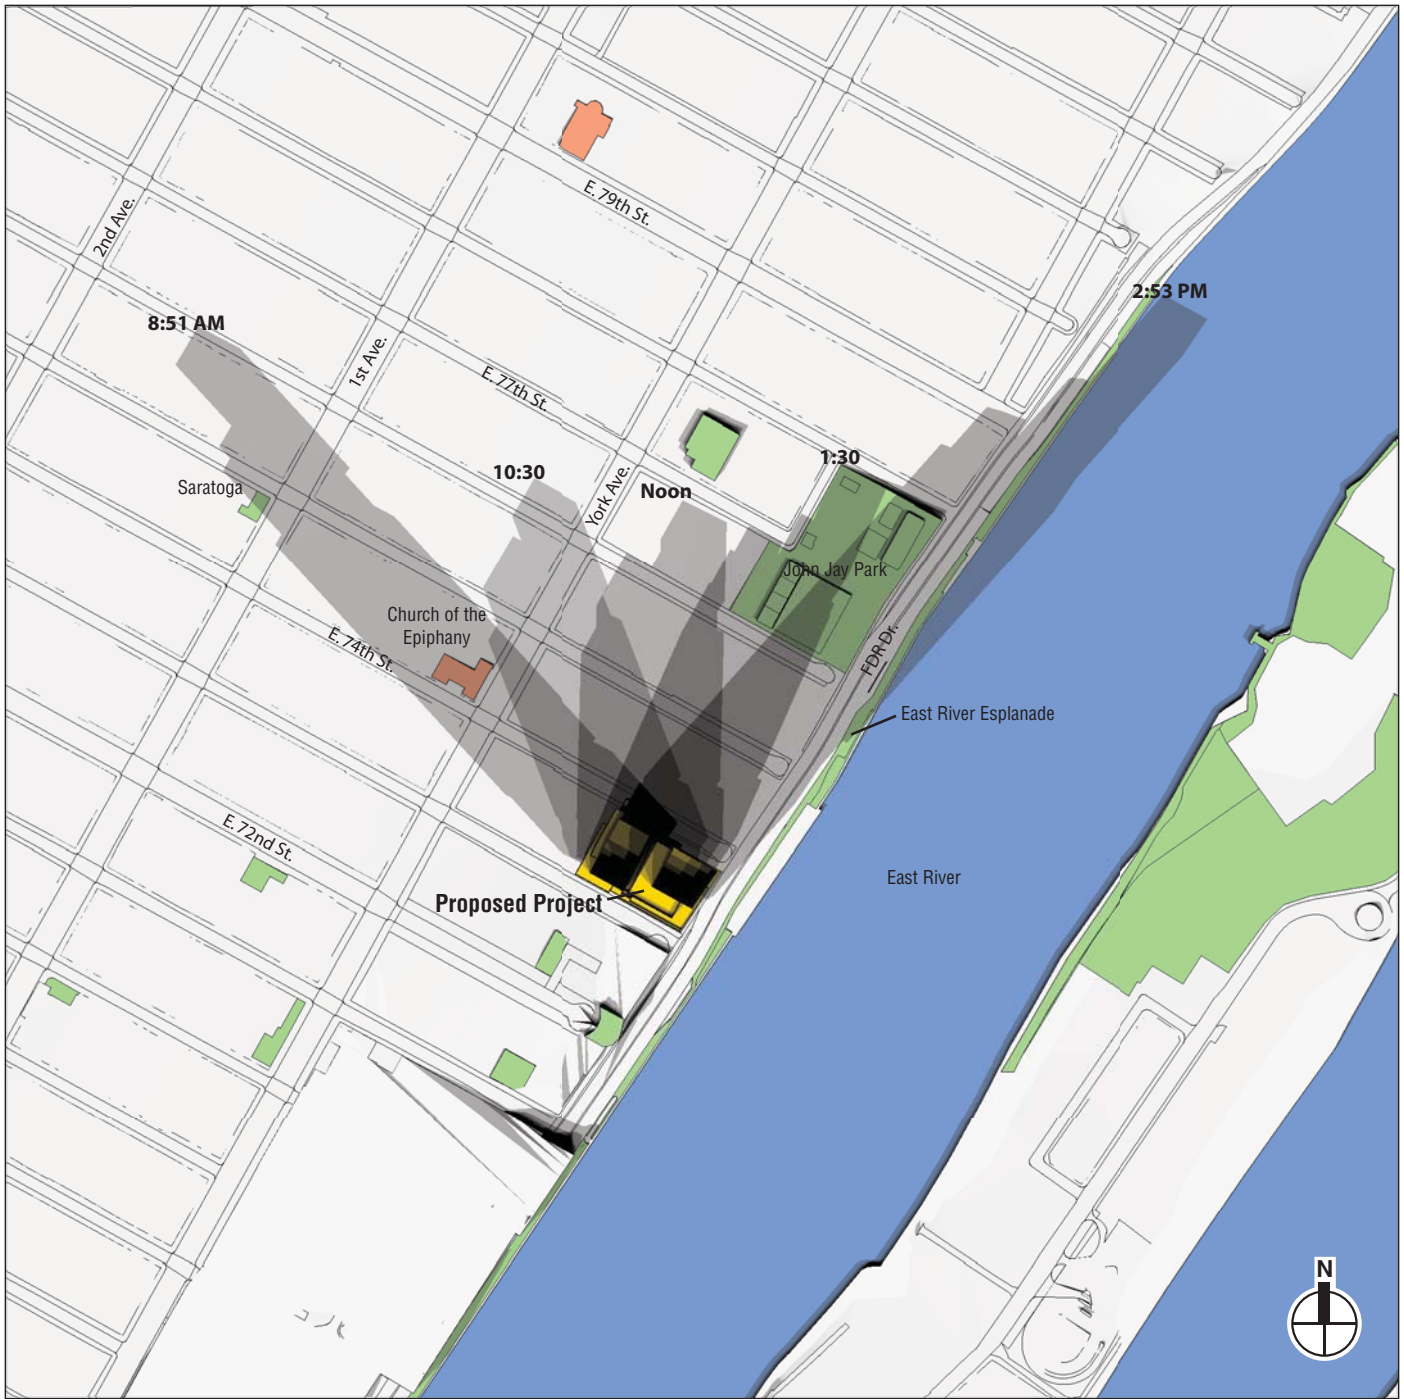 E. 79th St.
2nd Ave.
2:53 PM
8:51 AM
1st Ave.
E. 77th St.
1:30
10:30
Noon
York Ave.
Saratoga
John Jay Park
Church of the
Epiphany
E. 74th St.
FDR Dr.
East River Esplanade
E. 72nd St.
East River
Proposed Project
N